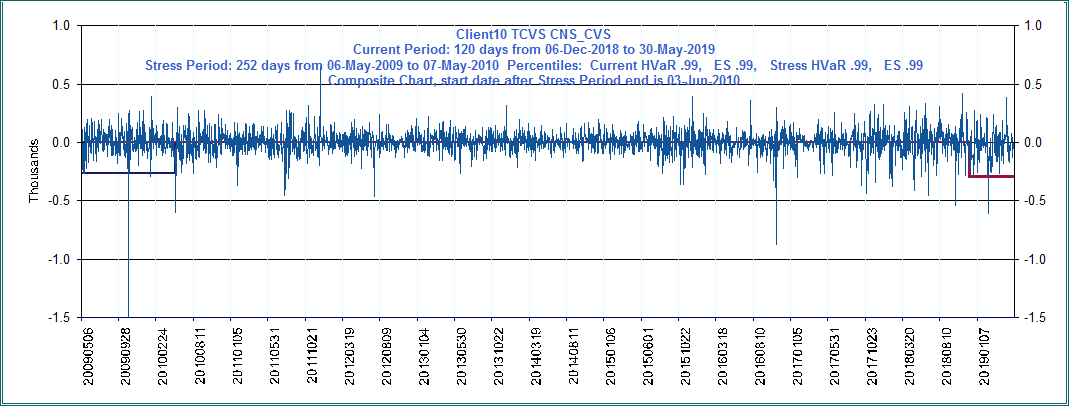 Client10 TCVS CNS_CVS
Current Period: 120 days from 06-Dec-2018 to 30-May-2019
Stress Period: 252 days from 06-May-2009 to 07-May-2010 Percentiles: Current HVaR .99, ES .99, Stress HVaR .99, ES .99
Composite Chart, start date after Stress Period end is 03-Jun-2010
1.0 1.0
0.5 0.5
0.0 0.0
-0.5 -0.5
-1.0 -1.0
-1.5 -1.5
Thousands
20090506 20090928 20100224 20100811 20110105 20110531 20111021 20120319 20120809 20130104 20130530 20131022 20140319 20140811 20150106 20150601 20151022 20160318 20160810 20170105 20170531 20171023 20180320 20180810 20190107